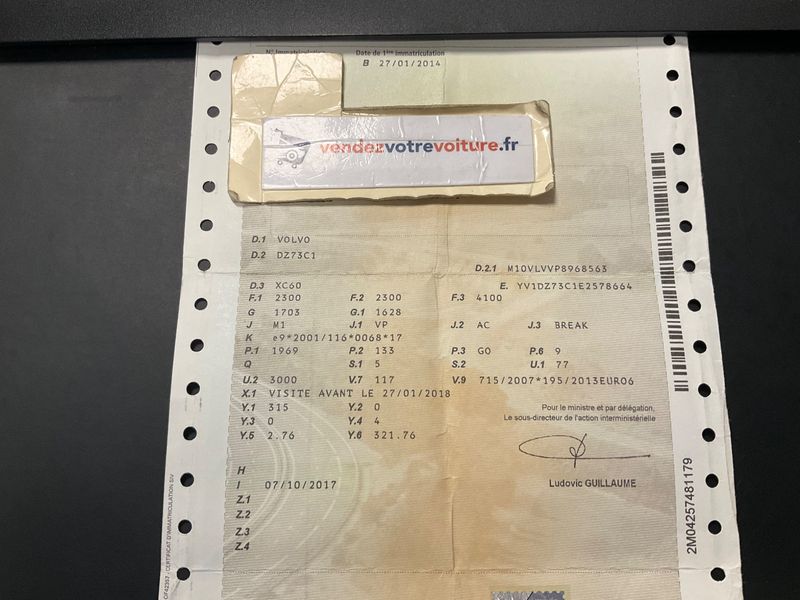 Date de 1ère immatriculation
B 27/01/2014
vendezvotrevoiture.fr
D.1 VOLVO
D.2 DZ73C1
D.2.1 M10VLVVP8968563
D.3 XC60
E. YV1DZ73C1E2578664
F.1 2300 F.2 2300 F.3 4100
G 1703 G.1 1628
J M1 J.1 VP J.2 AC J.3 BREAK
K e9*2001/116*0068*17
P.1 1969 P.2 133 P.3 GO P.6 9
Q S.1 5 S.2 U.1 77
U.2 3000 V.7 117 V.9 715/2007*195/2013EURO6
X.1 VISITE AVANT LE 27/01/2018
Y.1 315 Y.2 0
Y.3 0 Y.4 4
Y.5 2.76 Y.6 321.76
Pour le ministre et par délégation,
Le sous-directeur de l'action interministérielle
Ludovic GUILLAUME
H
I 07/10/2017
Z.1
Z.2
Z.3
Z.4
2M04257481179
CERTIFICAT D'IMMATRICULATION SIV